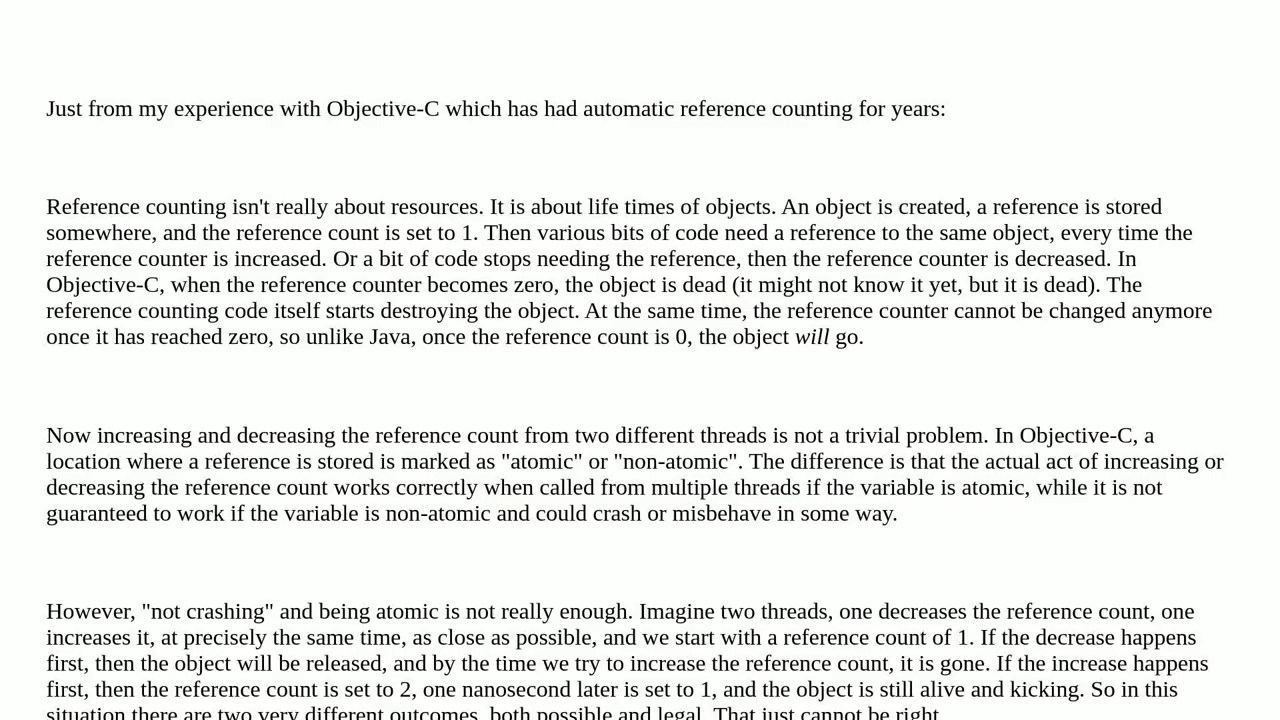 Just from my experience with Objective-C which has had automatic reference counting for years:
Reference counting isn't really about resources. It is about life times of objects. An object is created, a reference is stored
somewhere, and the reference count is set to 1. Then various bits of code need a reference to the same object, every time the
reference counter is increased. Or a bit of code stops needing the reference, then the reference counter is decreased. In
Objective-C, when the reference counter becomes zero, the object is dead (it might not know it yet, but it is dead). The
reference counting code itself starts destroying the object. At the same time, the reference counter cannot be changed anymore
once it has reached zero, so unlike Java, once the reference count is 0, the object will go.
Now increasing and decreasing the reference count from two different threads is not a trivial problem. In Objective-C, a
location where a reference is stored is marked as "atomic" or "non-atomic". The difference is that the actual act of increasing or
decreasing the reference count works correctly when called from multiple threads if the variable is atomic, while it is not
guaranteed to work if the variable is non-atomic and could crash or misbehave in some way.
However, "not crashing" and being atomic is not really enough. Imagine two threads, one decreases the reference count, one
increases it, at precisely the same time, as close as possible, and we start with a reference count of 1. If the decrease happens
first, then the object will be released, and by the time we try to increase the reference count, it is gone. If the increase happens
first, then the reference count is set to 2, one nanosecond later is set to 1, and the object is still alive and kicking. So in this
situation there are two very different outcomes, both possible and legal. That just cannot be right.